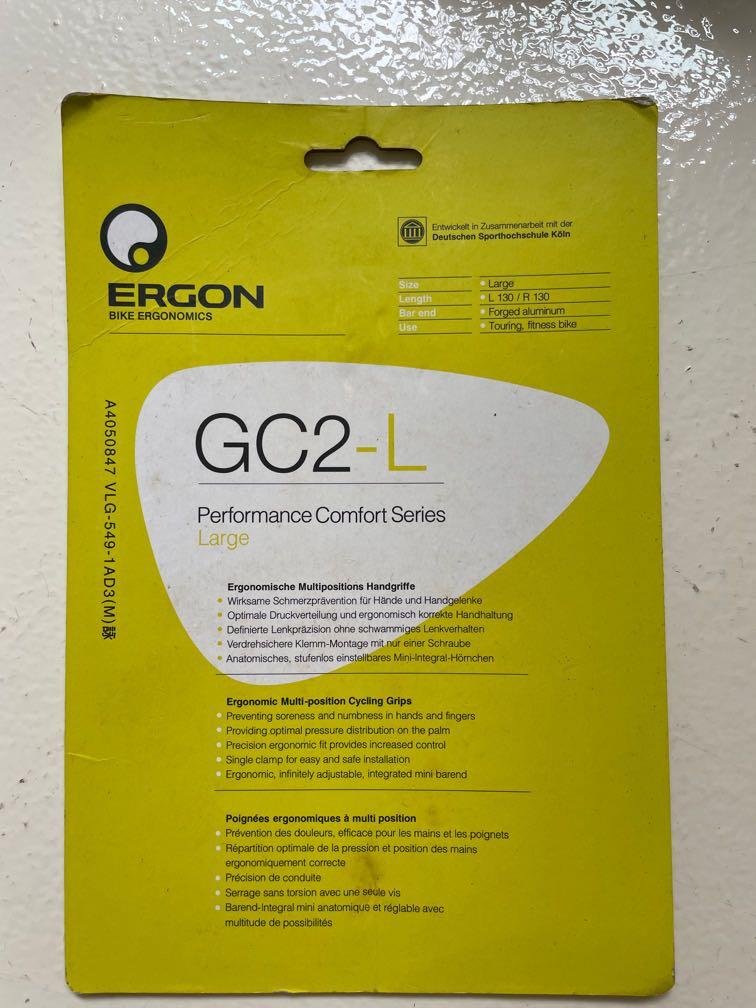 ERGON
BIKE ERGONOMICS
Entwickelt in Zusammenarbeit mit der
Deutschen Sporthochschule Köln
Size • Large
Length • L 130 / R 130
Bar end • Forged aluminum
Use • Touring, fitness bike
A4050847 VLG-549-1AD3(M)
GC2-L
Performance Comfort Series
Large
Ergonomische Multipositions Handgriffe
• Wirksame Schmerzprävention für Hände und Handgelenke
• Optimale Druckverteilung und ergonomisch korrekte Handhaltung
• Definierte Lenkpräzision ohne schwammiges Lenkverhalten
• Verdrehsichere Klemm-Montage mit nur einer Schraube
• Anatomisches, stufenlos einstellbares Mini-Integral-Hörnchen
Ergonomic Multi-position Cycling Grips
• Preventing soreness and numbness in hands and fingers
• Providing optimal pressure distribution on the palm
• Precision ergonomic fit provides increased control
• Single clamp for easy and safe installation
• Ergonomic, infinitely adjustable, integrated mini barend
Poignées ergonomiques à multi position
• Prévention des douleurs, efficace pour les mains et les poignets
• Répartition optimale de la pression et position des mains
ergonomiquement correcte
• Précision de conduite
• Serrage sans torsion avec une seule vis
• Barend-Integral mini anatomique et réglable avec
multitude de possibilités